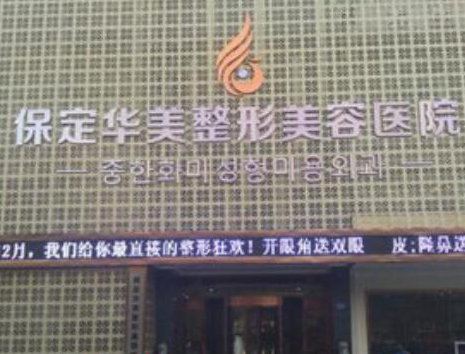 保定华美整形美容医院
중한화미성형미용외과
2月，我们给你最直接的整形狂欢！开眼角送双眼 皮;隆鼻送